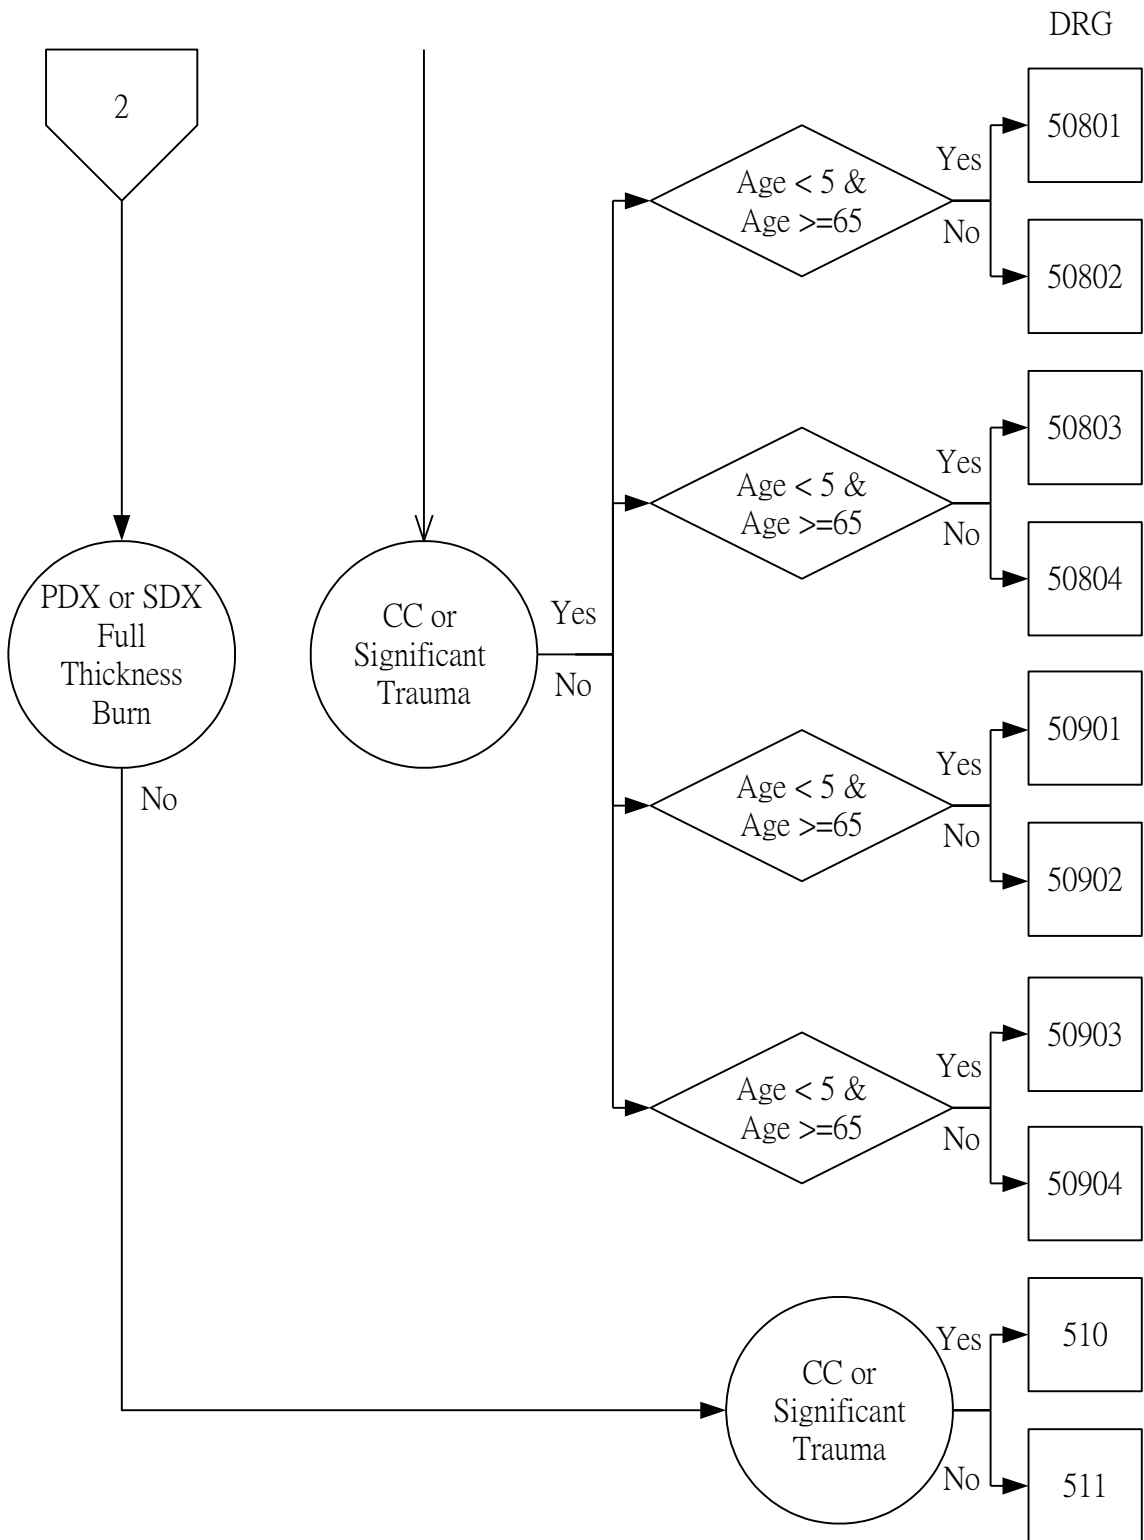 DRG
2
50801
Age < 5 &
Age >=65
Yes
No
50802
50803
Age < 5 &
Age >=65
Yes
No
50804
PDX or SDX
Full
Thickness
Burn
No
CC or
Significant
Trauma
Yes
No
50901
Age < 5 &
Age >=65
Yes
No
50902
50903
Age < 5 &
Age >=65
Yes
No
50904
510
CC or
Significant
Trauma
Yes
No
511